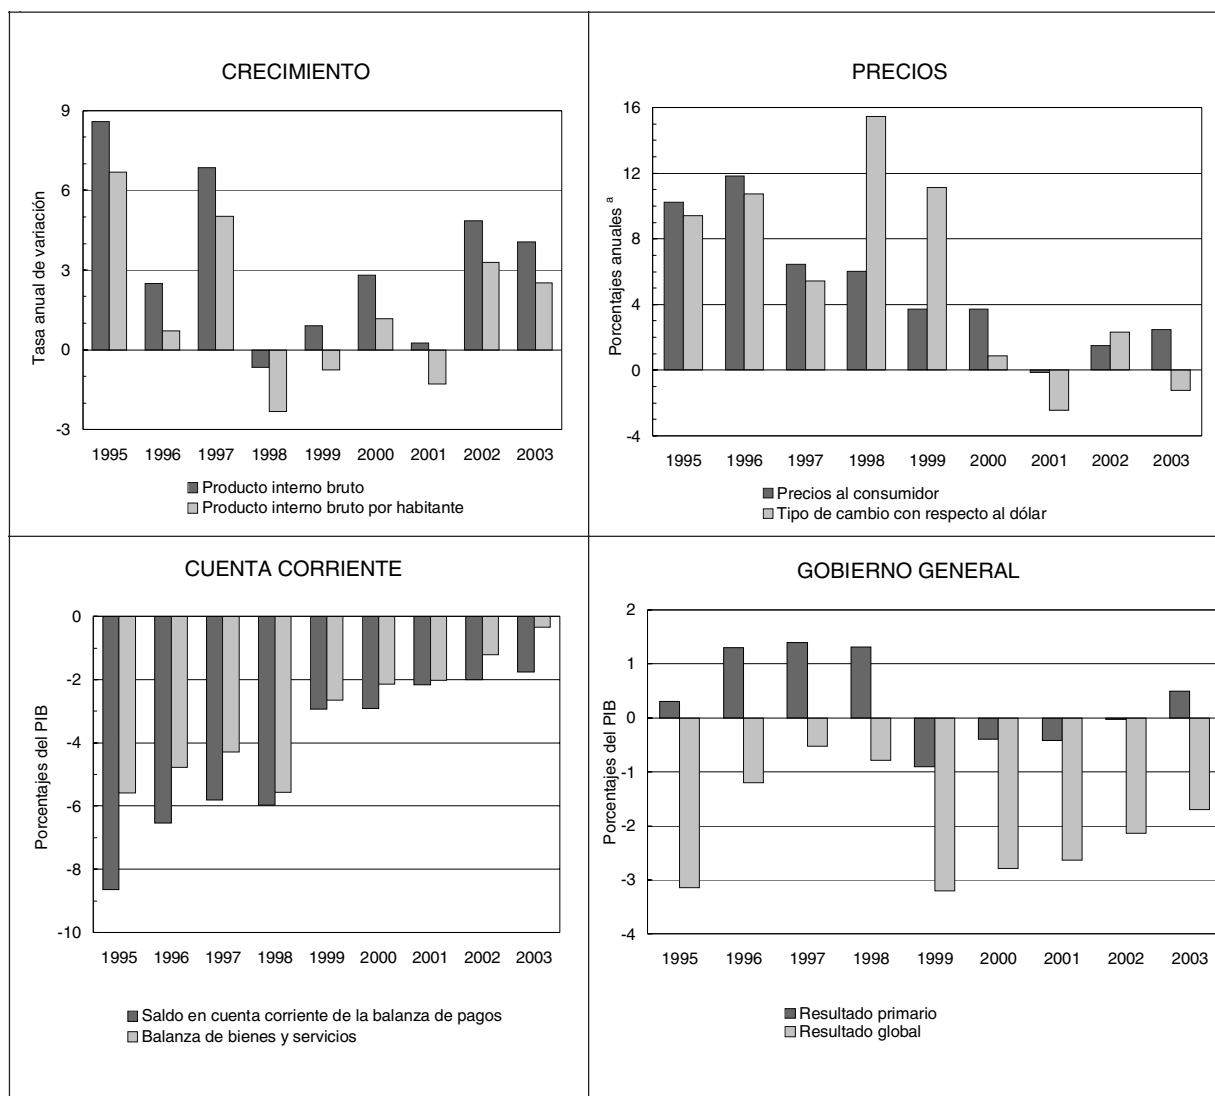 CRECIMIENTO
9
6
3
0
-3
Tasa anual de variación
1995 1996 1997 1998 1999 2000 2001 2002 2003
Producto interno bruto
Producto interno bruto por habitante
PRECIOS
16
12
8
4
0
-4
Porcentajes anuales a
1995 1996 1997 1998 1999 2000 2001 2002 2003
Precios al consumidor
Tipo de cambio con respecto al dólar
CUENTA CORRIENTE
0
-2
-4
-6
-8
-10
Porcentajes del PIB
1995 1996 1997 1998 1999 2000 2001 2002 2003
Saldo en cuenta corriente de la balanza de pagos
Balanza de bienes y servicios
GOBIERNO GENERAL
2
1
0
-1
-2
-3
-4
Porcentajes del PIB
1995 1996 1997 1998 1999 2000 2001 2002 2003
Resultado primario
Resultado global